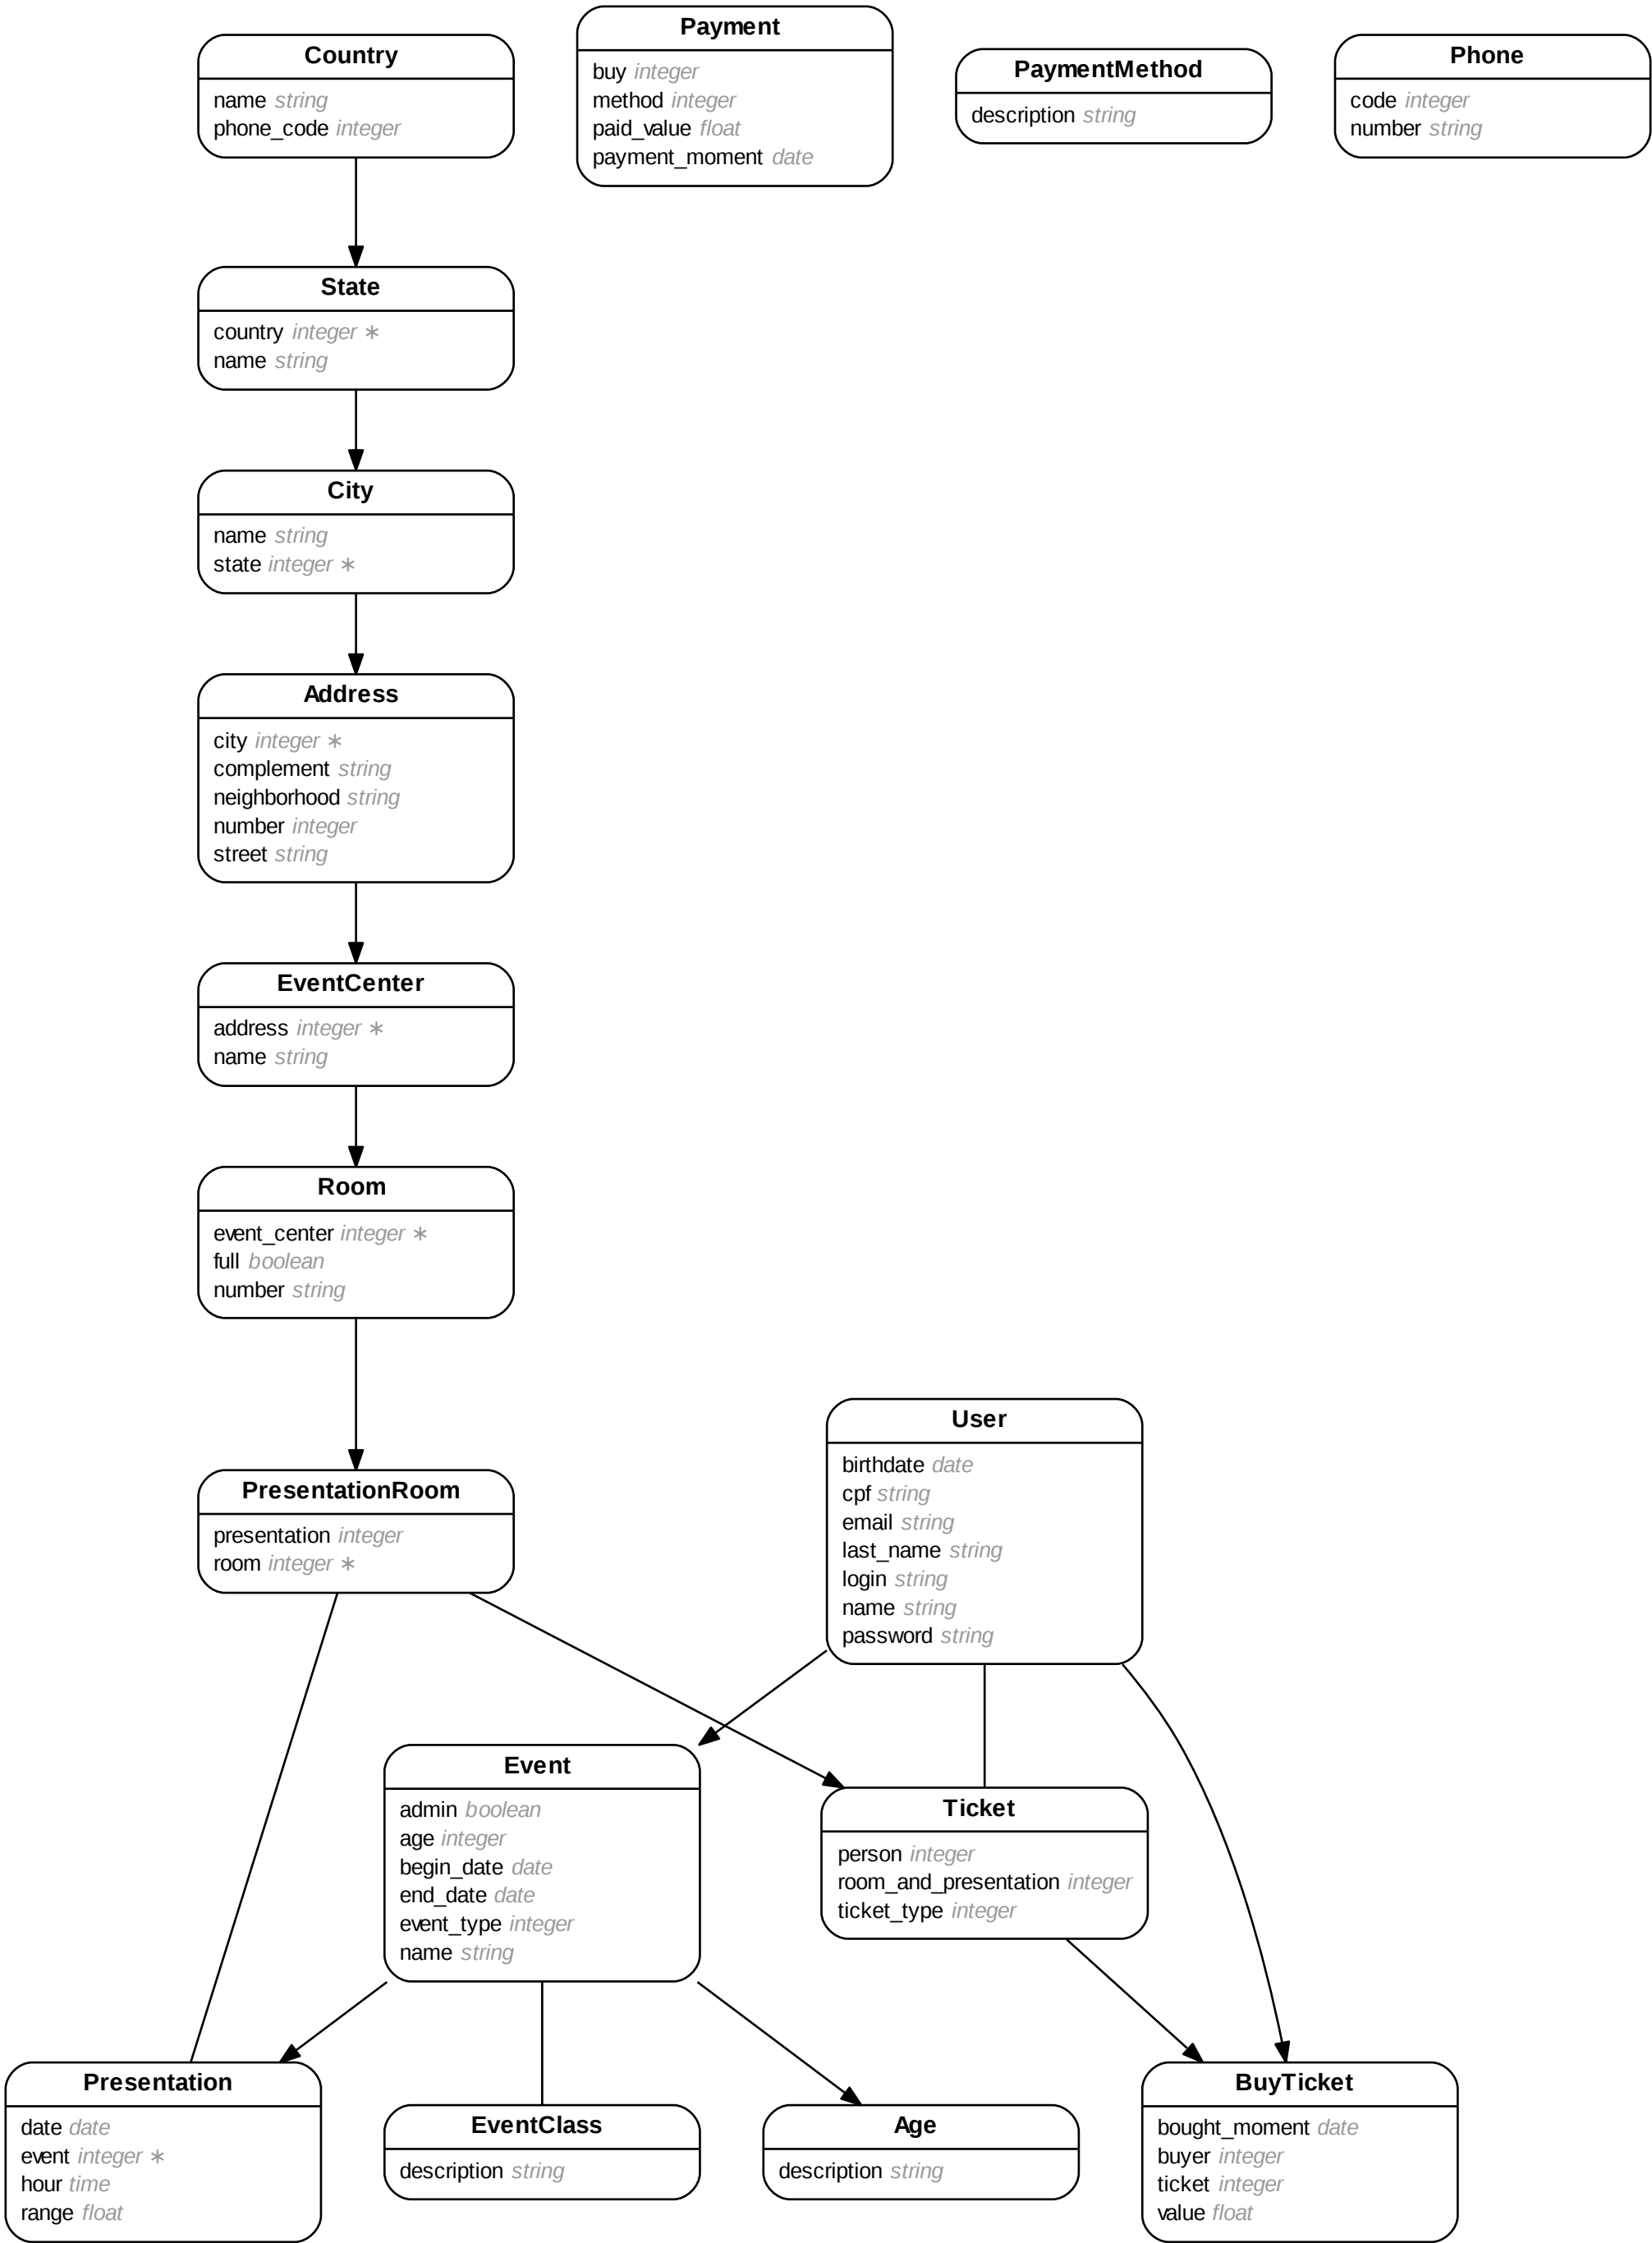 Country
name string
phone_code integer
Payment
buy integer
method integer
paid_value float
payment_moment date
PaymentMethod
description string
Phone
code integer
number string
State
country integer ∗
name string
City
name string
state integer ∗
Address
city integer ∗
complement string
neighborhood string
number integer
street string
EventCenter
address integer ∗
name string
Room
event_center integer ∗
full boolean
number string
PresentationRoom
presentation integer
room integer ∗
User
birthdate date
cpf string
email string
last_name string
login string
name string
password string
Event
admin boolean
age integer
begin_date date
end_date date
event_type integer
name string
Ticket
person integer
room_and_presentation integer
ticket_type integer
Presentation
date date
event integer ∗
hour time
range float
EventClass
description string
Age
description string
BuyTicket
bought_moment date
buyer integer
ticket integer
value float